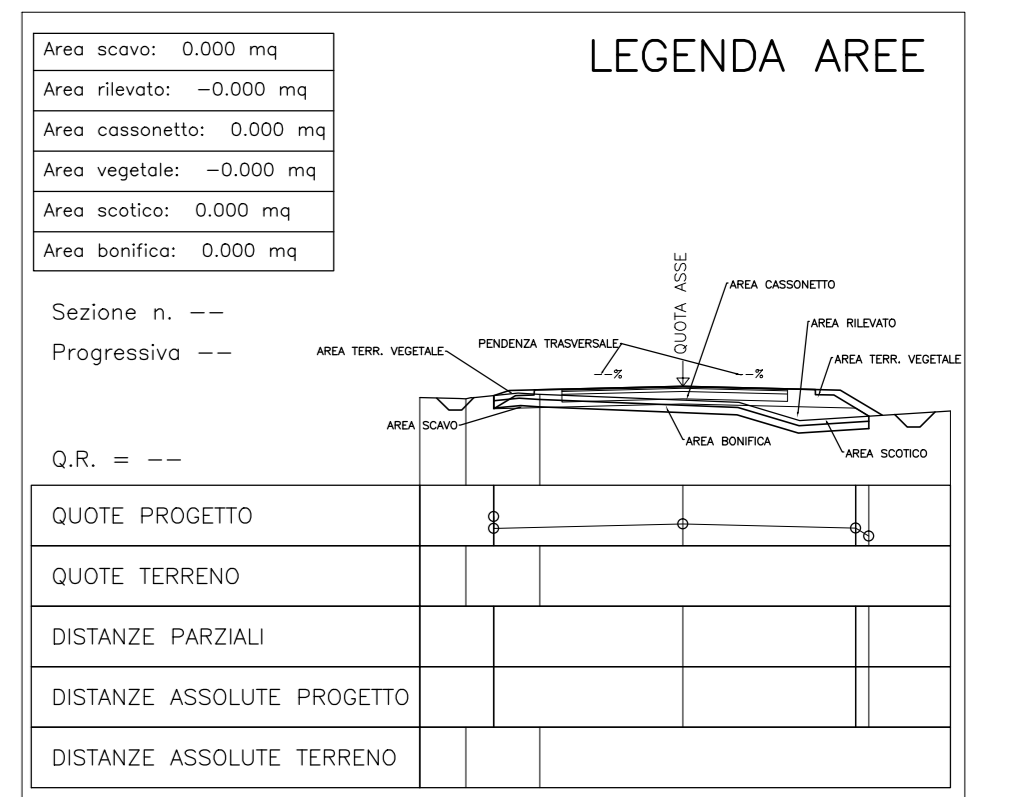 LEGENDA AREE
Area scavo: 0.000 mq
Area rilevato: -0.000 mq
Area cassonetto: 0.000 mq
Area vegetale: -0.000 mq
Area scotico: 0.000 mq
Area bonifica: 0.000 mq
Sezione n. --
Progressiva --
QUOTA ASSE
AREA CASSONETTO
AREA RILEVATO
AREA TERR. VEGETALE
PENDENZA TRASVERSALE
AREA TERR. VEGETALE
--%
--%
AREA SCAVO
AREA BONIFICA
AREA SCOTICO
Q.R. = --
QUOTE PROGETTO
QUOTE TERRENO
DISTANZE PARZIALI
DISTANZE ASSOLUTE PROGETTO
DISTANZE ASSOLUTE TERRENO